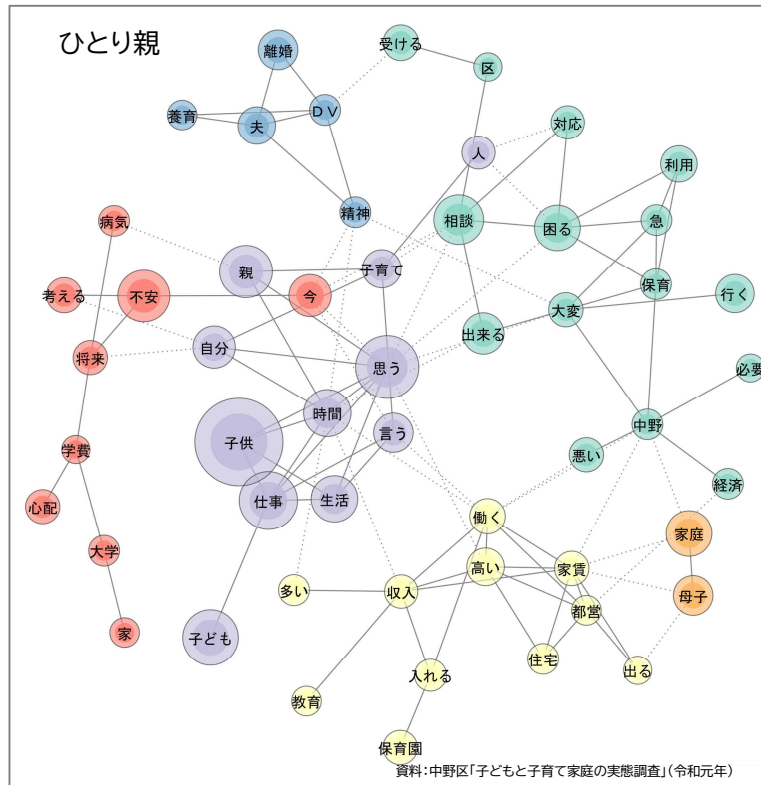 ひとり親
離婚
受ける
区
養育
夫
DV
対応
人
利用
病気
精神
相談
困る
急
親
子育て
考える
不安
今
保育
行く
大変
自分
出来る
将来
思う
必要
時間
中野
子供
言う
学費
悪い
仕事
生活
経済
心配
働く
家庭
大学
高い
家賃
多い
収入
母子
都営
家
子ども
住宅
出る
入れる
教育
保育園
資料:中野区「子どもと子育て家庭の実態調査」(令和元年)